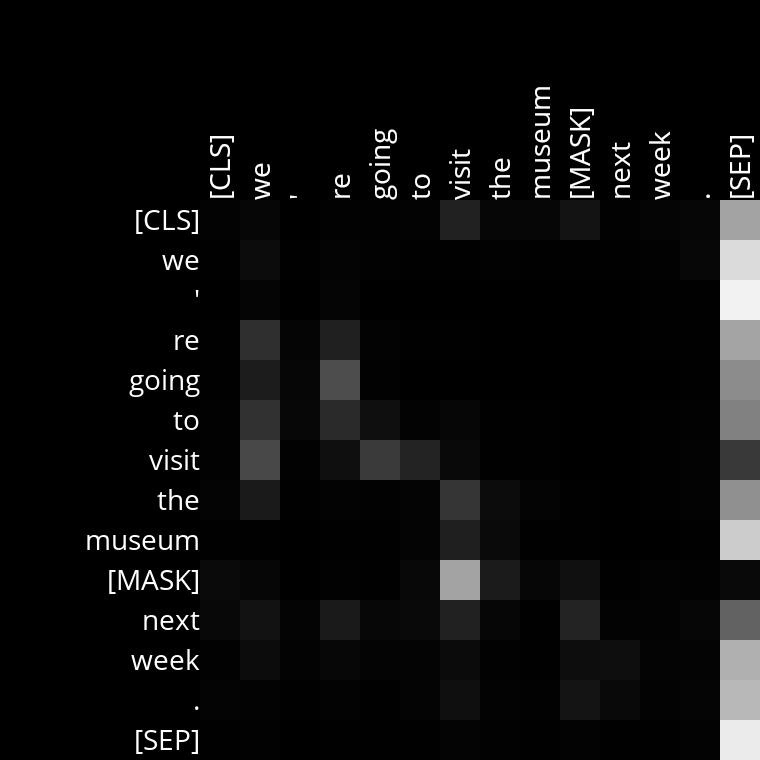 [CLS] we ' re going to visit the museum [MASK] next week . [SEP]
[CLS]
we
'
re
going
to
visit
the
museum
[MASK]
next
week
.
[SEP]